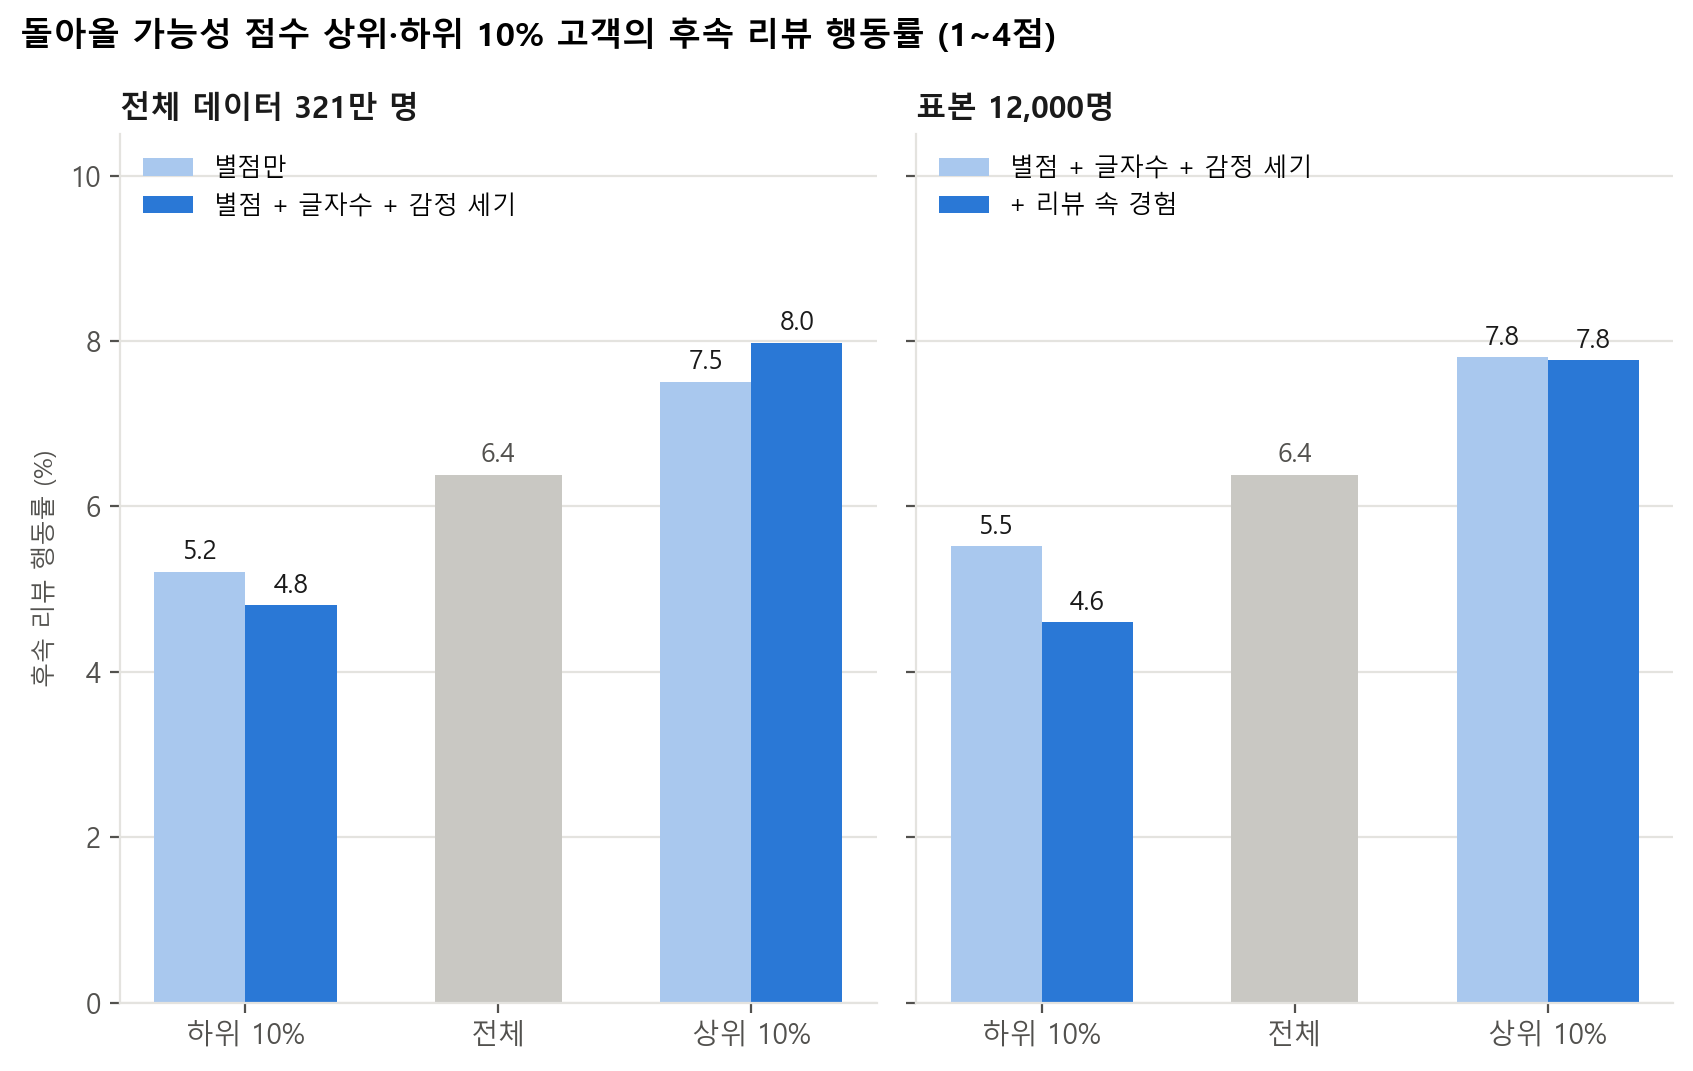 돌아올 가능성 점수 상위·하위 10% 고객의 후속 리뷰 행동률 (1~4점)
전체 데이터 321만 명
별점만
별점 + 글자수 + 감정 세기
후속 리뷰 행동률 (%)
10
8
6
4
2
0
5.2
4.8
6.4
7.5
8.0
하위 10%
전체
상위 10%
표본 12,000명
별점 + 글자수 + 감정 세기
+ 리뷰 속 경험
5.5
4.6
6.4
7.8
7.8
하위 10%
전체
상위 10%